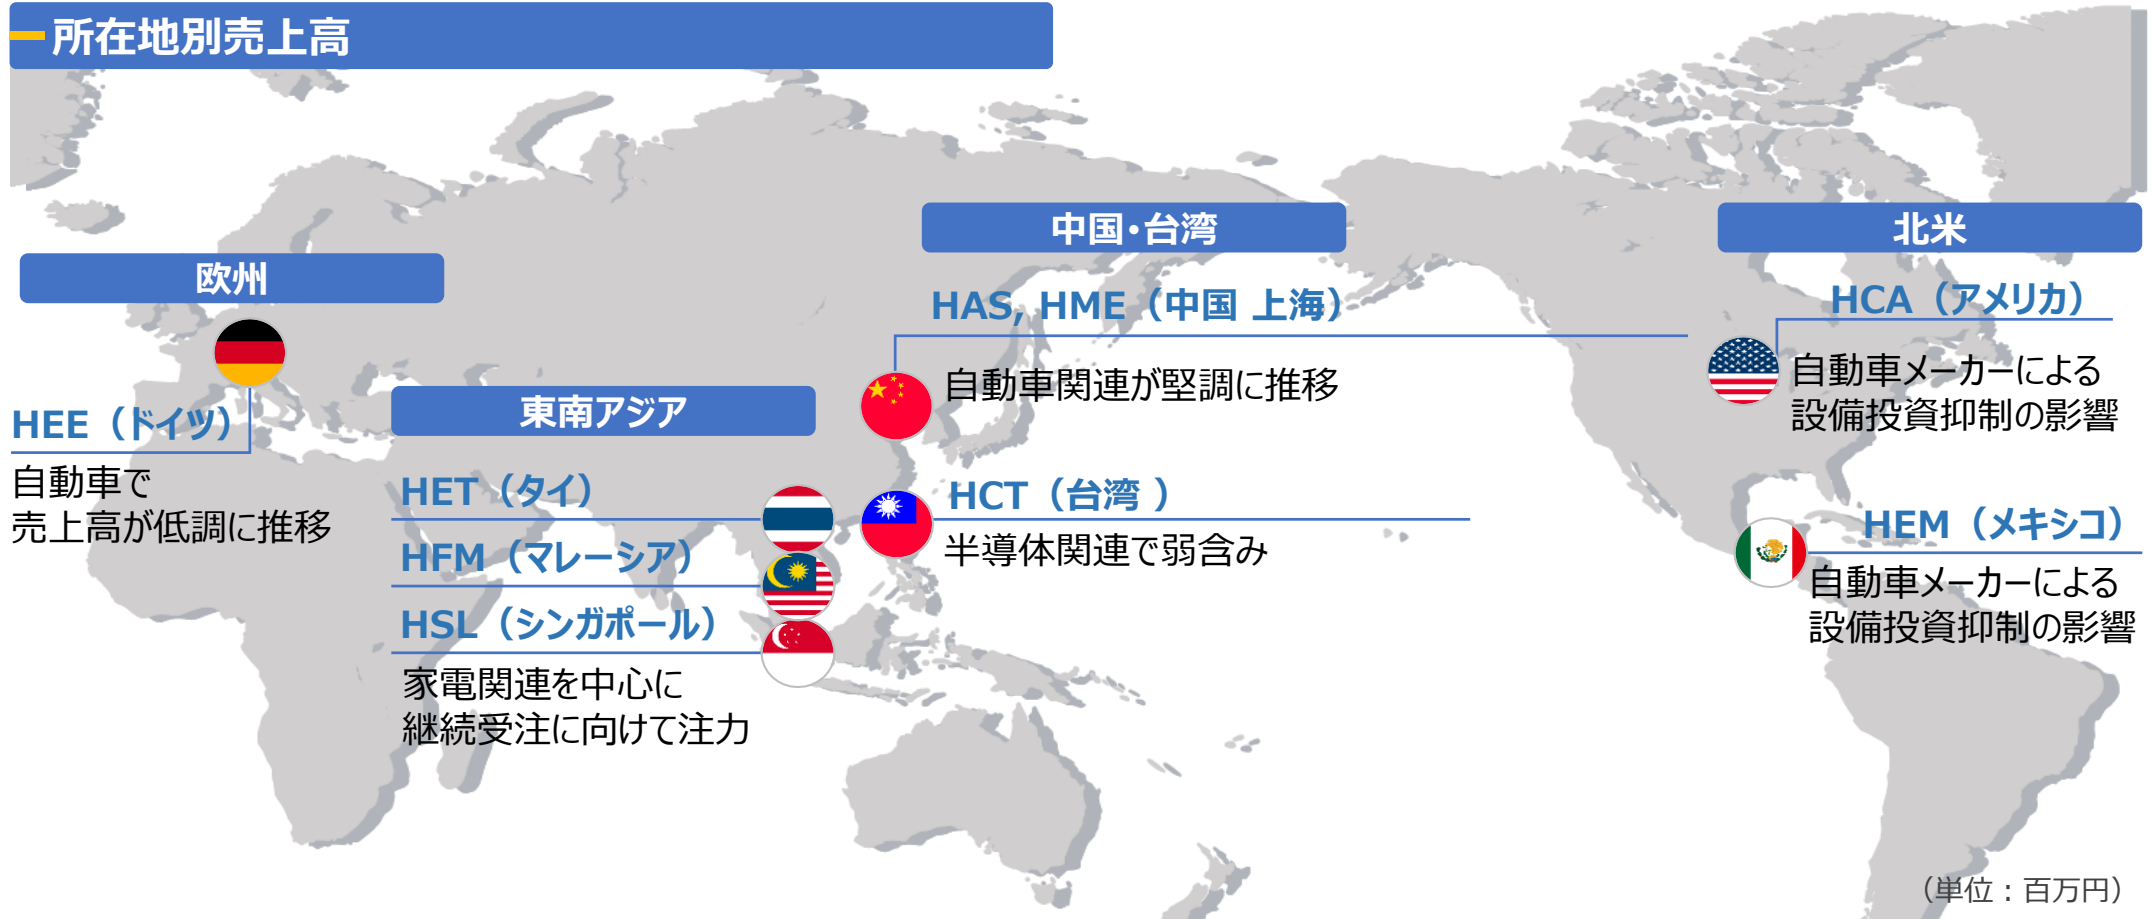 所在地別売上高
欧州
HEE（ドイツ）
自動車で
売上高が低調に推移
東南アジア
HET（タイ）
HFM（マレーシア）
HSL（シンガポール）
家電関連を中心に
継続受注に向けて注力
中国・台湾
HAS, HME（中国 上海）
自動車関連が堅調に推移
HCT（台湾 ）
半導体関連で弱含み
北米
HCA（アメリカ）
自動車メーカーによる
設備投資抑制の影響
HEM（メキシコ）
自動車メーカーによる
設備投資抑制の影響
（単位：百万円）